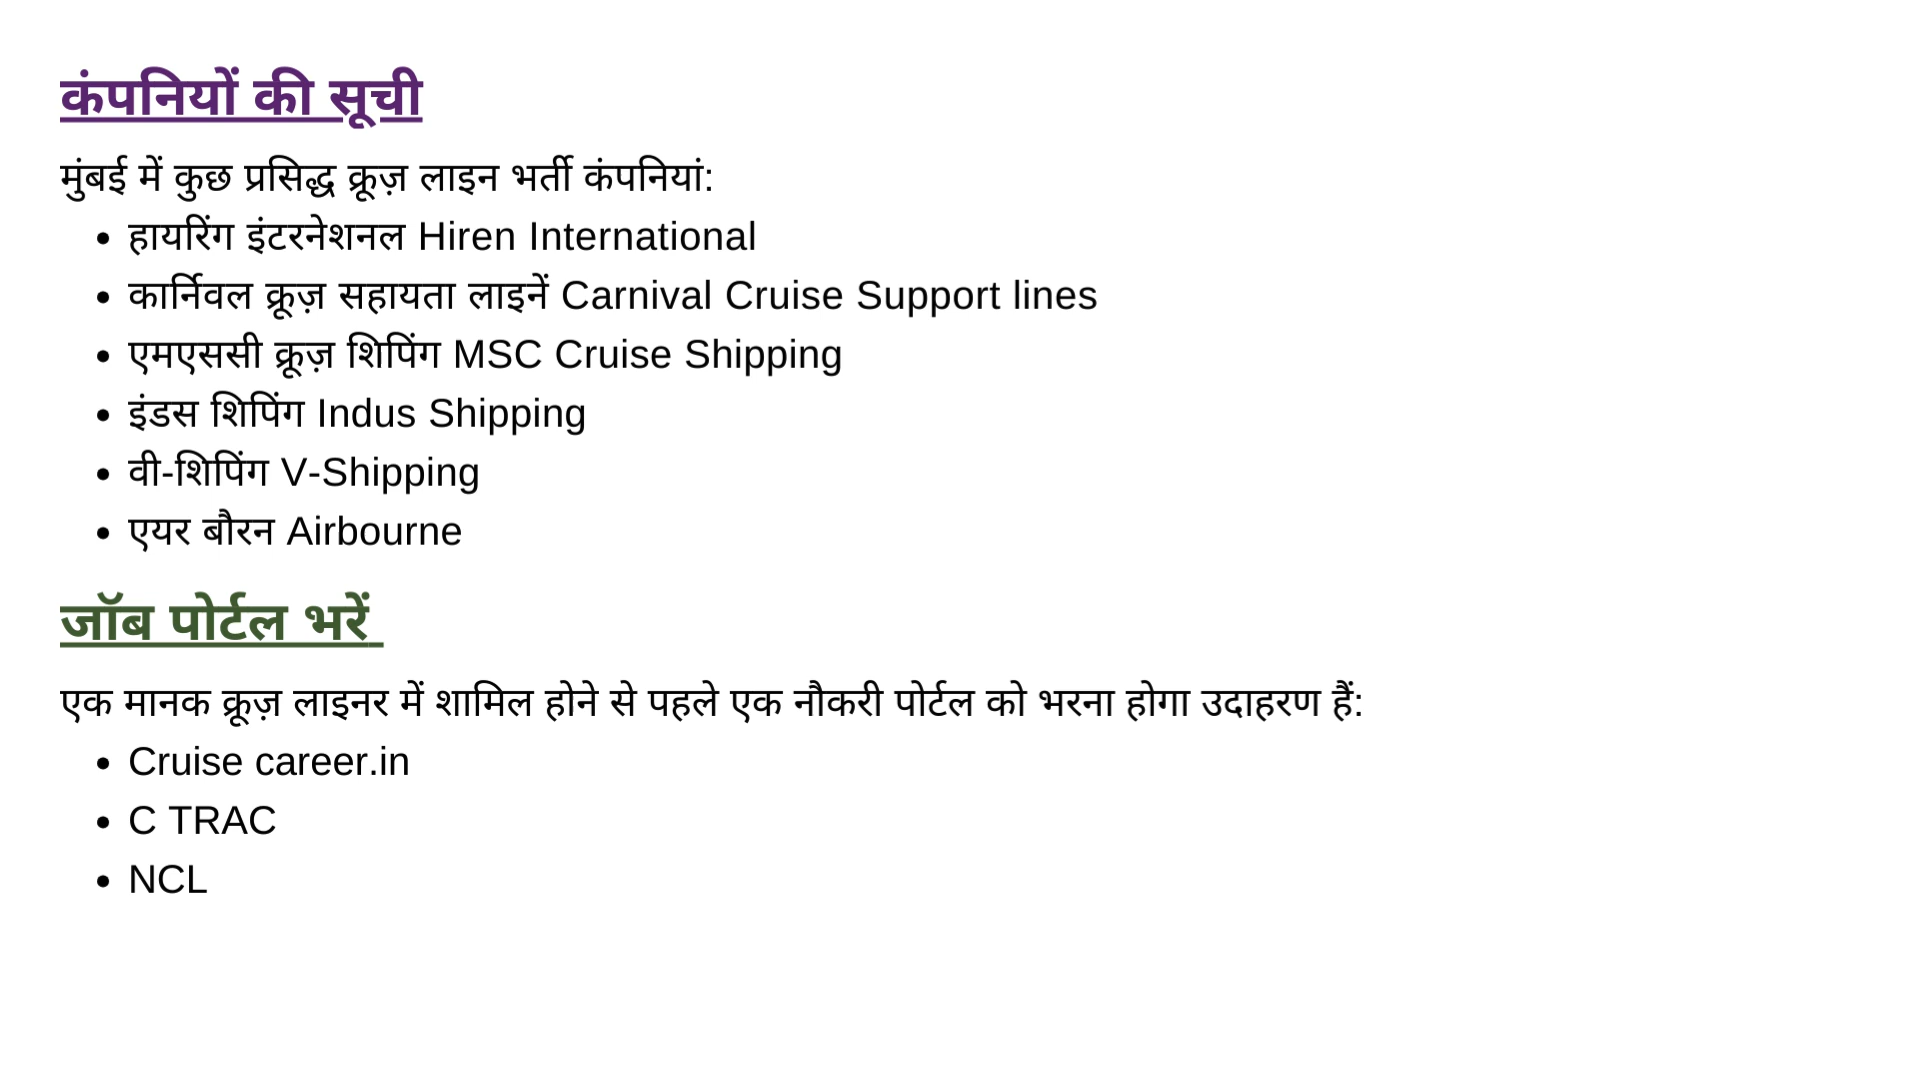 कंपनियों की सूची
मुंबई में कुछ प्रसिद्ध क्रूज़ लाइन भर्ती कंपनियां:
• हायरिंग इंटरनेशनल Hiren International
• कार्निवल क्रूज़ सहायता लाइनें Carnival Cruise Support lines
• एमएससी क्रूज़ शिपिंग MSC Cruise Shipping
• इंडस शिपिंग Indus Shipping
• वी-शिपिंग V-Shipping
• एयर बौरन Airbourne
जॉब पोर्टल भरें
एक मानक क्रूज़ लाइनर में शामिल होने से पहले एक नौकरी पोर्टल को भरना होगा उदाहरण हैं:
• Cruise career.in
• C TRAC
• NCL